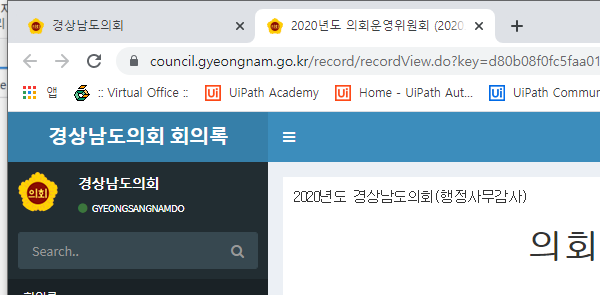 경상남도의회
2020년도 의회운영위원회 (2020
council.gyeongnam.go.kr/record/recordView.do?key=d80b08f0fc5faa01
앱
:: Virtual Office ::
UiPath Academy
Home - UiPath Aut...
UiPath Commun
경상남도의회 회의록
의회
경상남도의회
GYEONGSANGNAMDO
Search..
2020년도 경상남도의회(행정사무감사)
의회